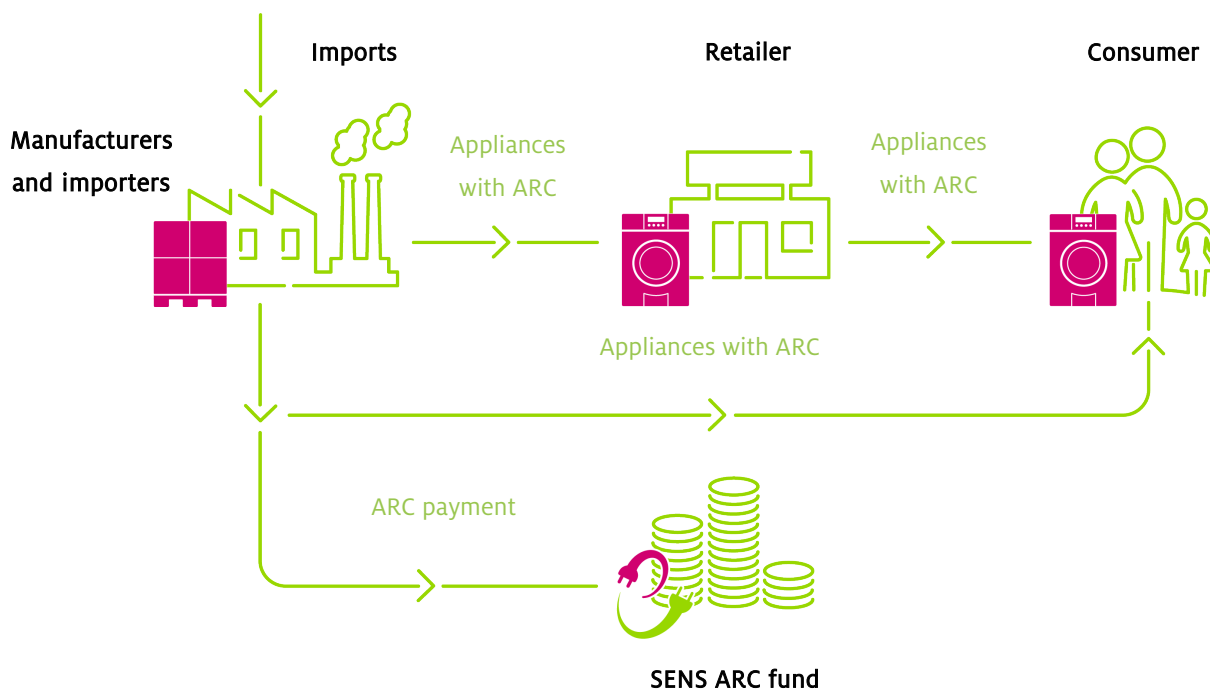 Imports
Retailer
Consumer
Manufacturers
and importers
Appliances
with ARC
Appliances
with ARC
Appliances with ARC
ARC payment
SENS ARC fund